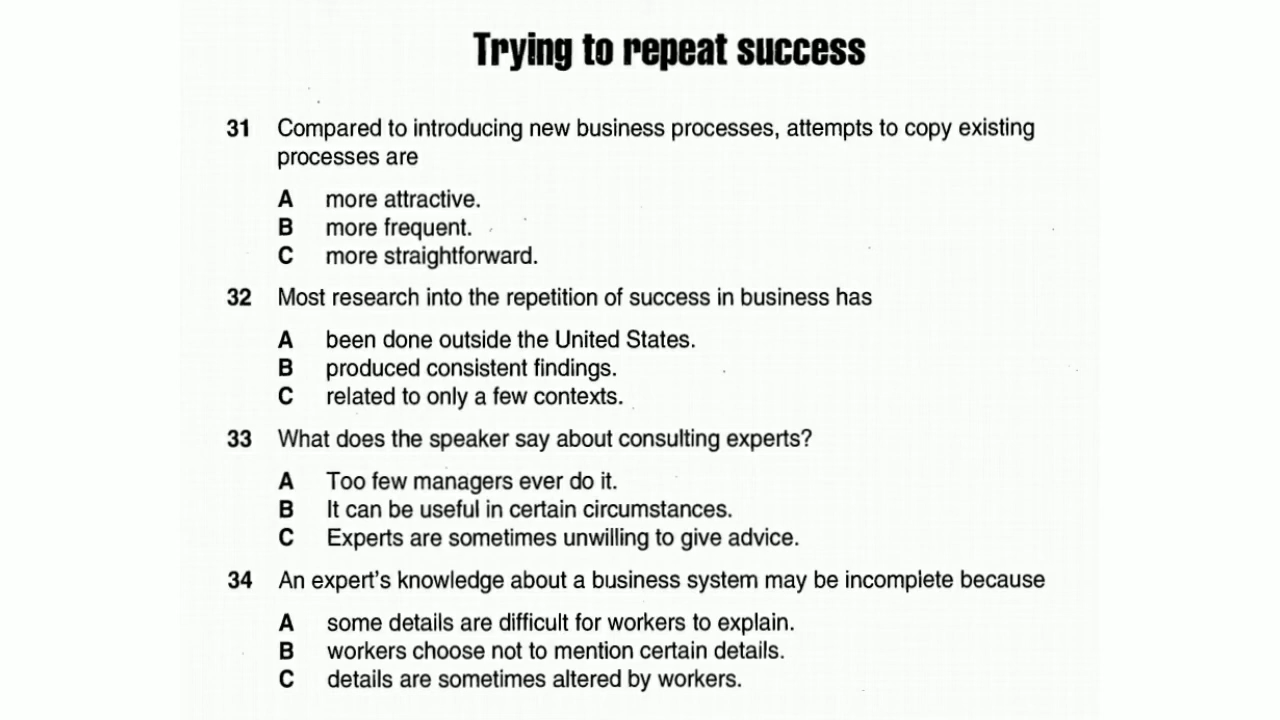 Trying to repeat success
31 Compared to introducing new business processes, attempts to copy existing
processes are
A more attractive.
B more frequent.
C more straightforward.
32 Most research into the repetition of success in business has
A been done outside the United States.
B produced consistent findings.
C related to only a few contexts.
33 What does the speaker say about consulting experts?
A Too few managers ever do it.
B It can be useful in certain circumstances.
C Experts are sometimes unwilling to give advice.
34 An expert's knowledge about a business system may be incomplete because
A some details are difficult for workers to explain.
B workers choose not to mention certain details.
C details are sometimes altered by workers.